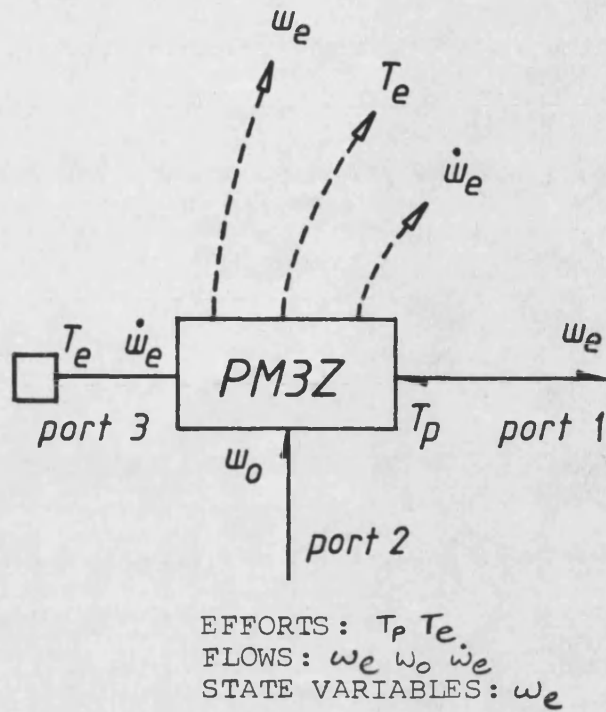 ωe
Te
ω̇e
Te ω̇e
PM3Z
ωe
port 3
Tp
port 1
ωo
port 2
EFFORTS: Tp Te
FLOWS: ωe ωo ω̇e
STATE VARIABLES: ωe